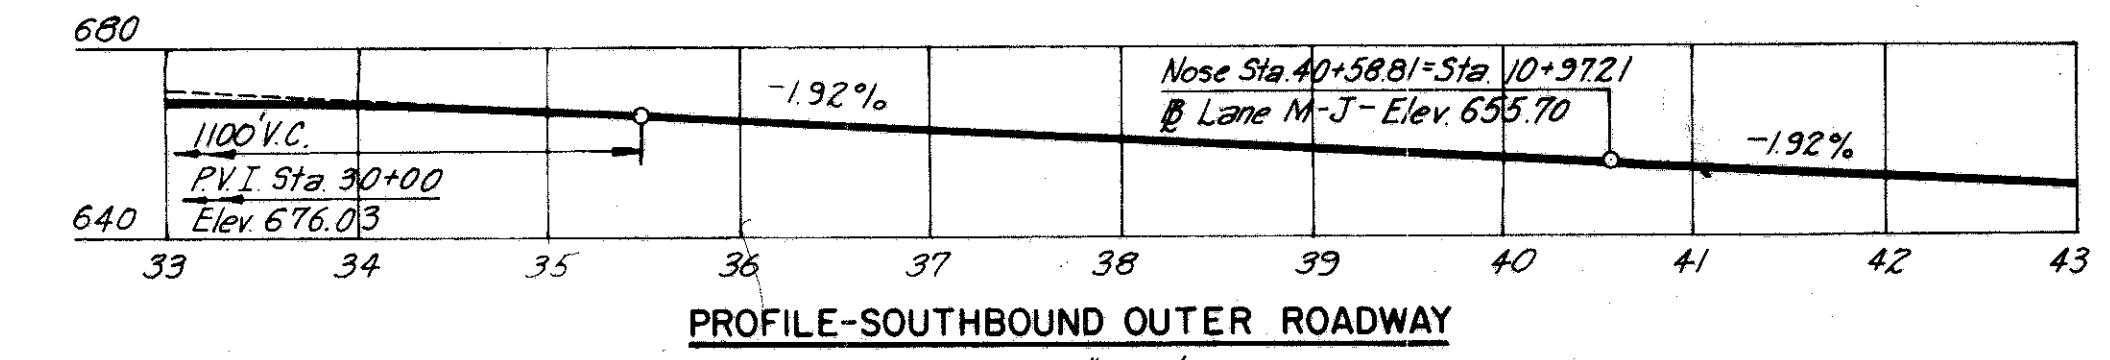 680
Nose Sta. 40+58.81=Sta. 10+97.21
-1.92%
℄ Lane M-J - Elev. 655.70
1100' V.C.
-1.92%
P.V.I. Sta. 30+00
640
Elev. 676.03
33 34 35 36 37 38 39 40 41 42 43
PROFILE-SOUTHBOUND OUTER ROADWAY